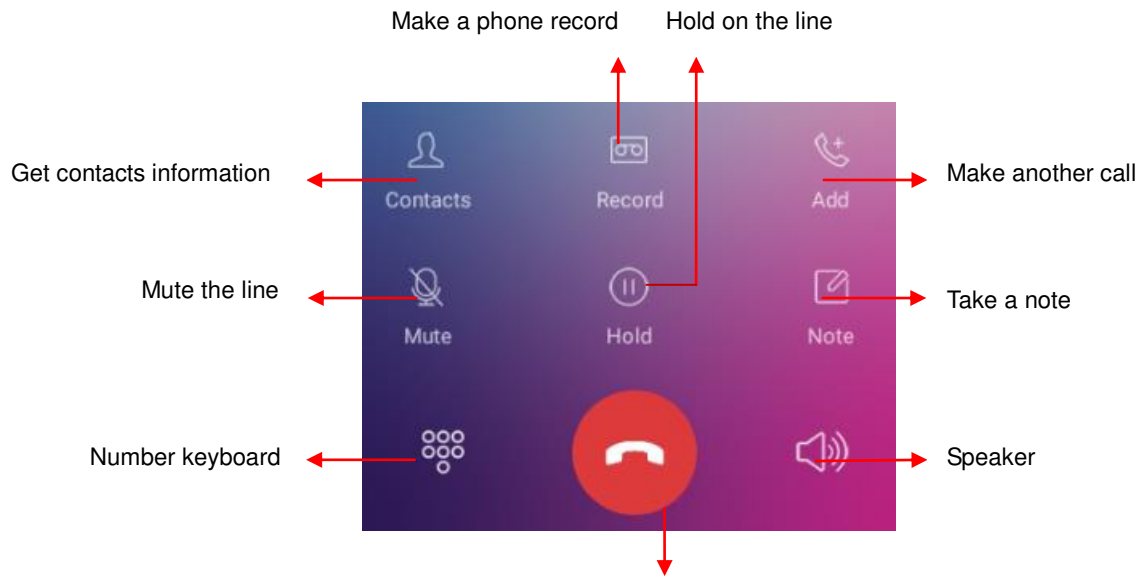 Make a phone record
Hold on the line
Get contacts information
Contacts
Record
Add
Make another call
Mute the line
Mute
Hold
Note
Take a note
Number keyboard
Speaker